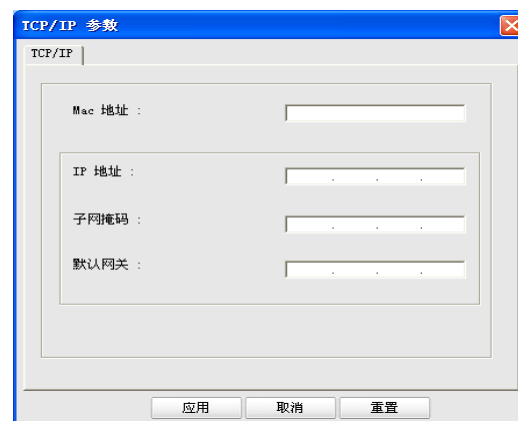 TCP/IP 参数
TCP/IP
Mac 地址 :
IP 地址 :
. . .
子网掩码 :
. . .
默认网关 :
. . .
应用 取消 重置